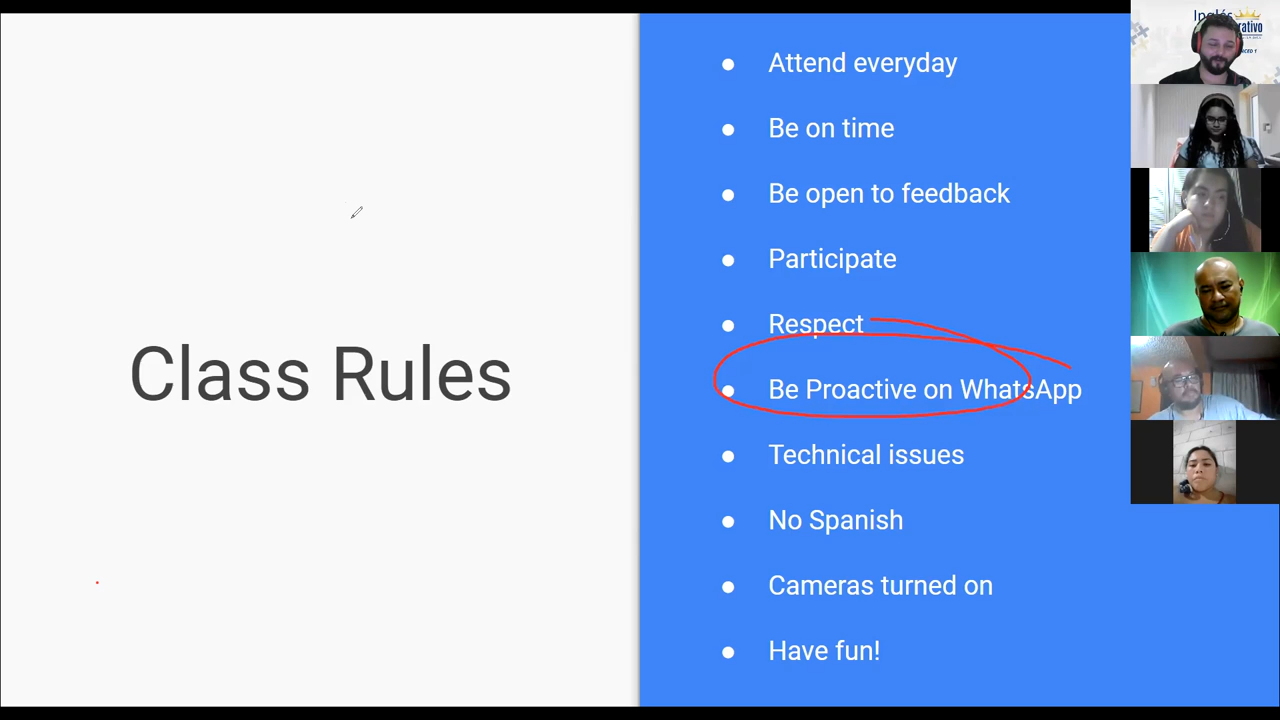 Class Rules
Attend everyday
Be on time
Be open to feedback
Participate
Respect
Be Proactive on WhatsApp
Technical issues
No Spanish
Cameras turned on
Have fun!